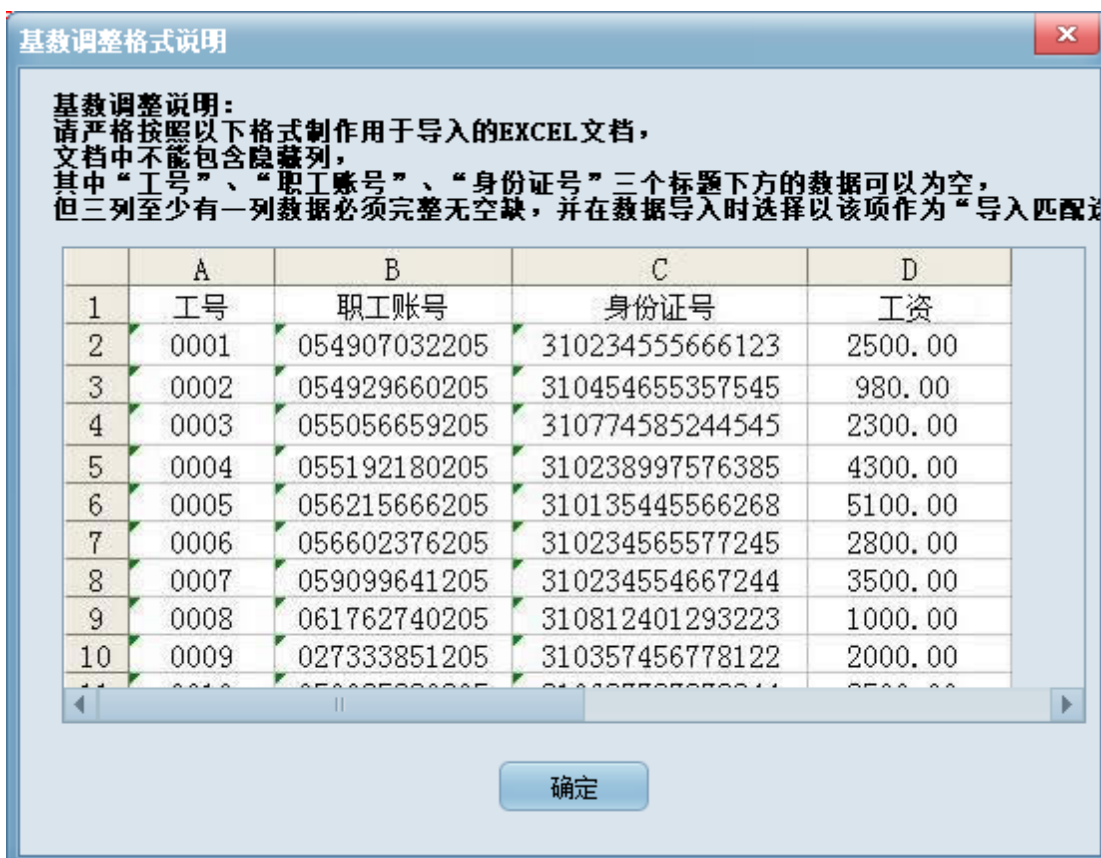 基数调整格式说明
基数调整说明：
请严格按照以下格式制作用于导入的EXCEL文档，
文档中不能包含隐藏列，
其中“工号”、“职工账号”、“身份证号”三个标题下方的数据可以为空，
但三列至少有一列数据必须完整无空缺，并在数据导入时选择以该项作为“导入匹配
A B C D
1 工号 职工账号 身份证号 工资
2 0001 054907032205 310234555666123 2500.00
3 0002 054929660205 310454655357545 980.00
4 0003 055056659205 310774585244545 2300.00
5 0004 055192180205 310238997576385 4300.00
6 0005 056215666205 310135445566268 5100.00
7 0006 056602376205 310234565577245 2800.00
8 0007 059099641205 310234554667244 3500.00
9 0008 061762740205 310812401293223 1000.00
10 0009 027333851205 310357456778122 2000.00
确定